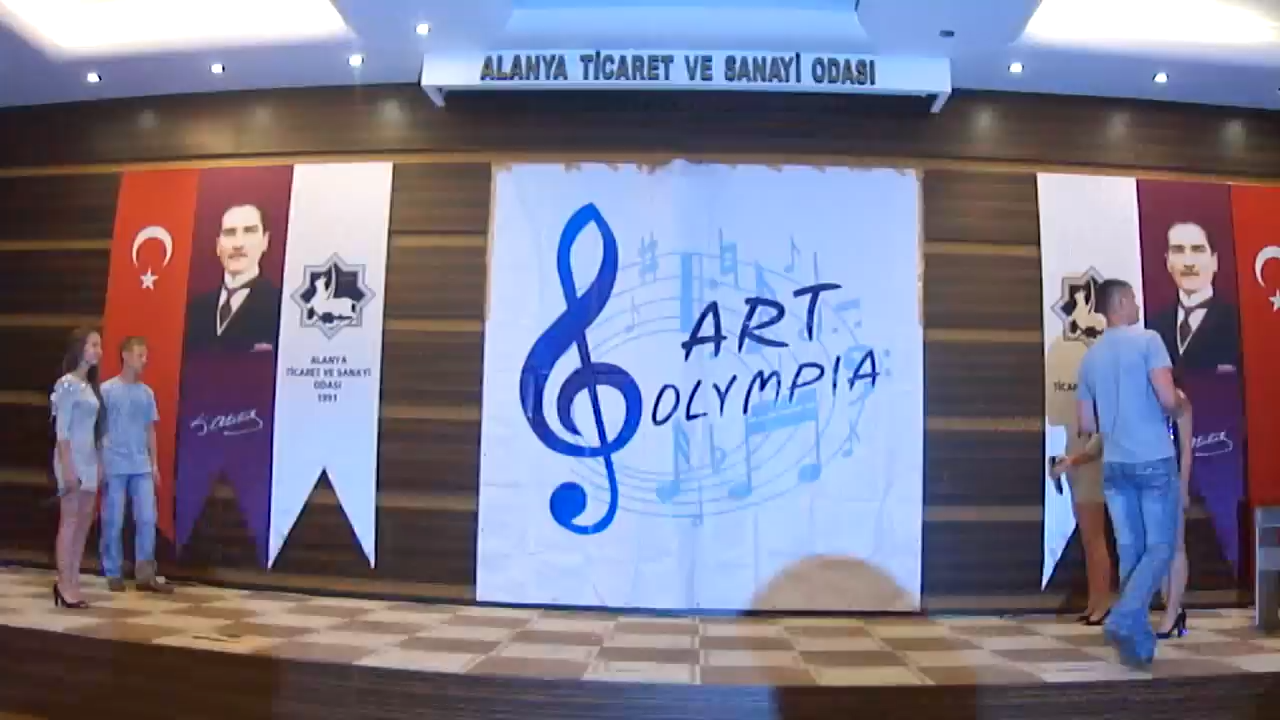 ALANYA TİCARET VE SANAYİ ODASI
ALANYA
TİCARET VE SANAYİ
ODASI
1991
ART
OLYMPIA